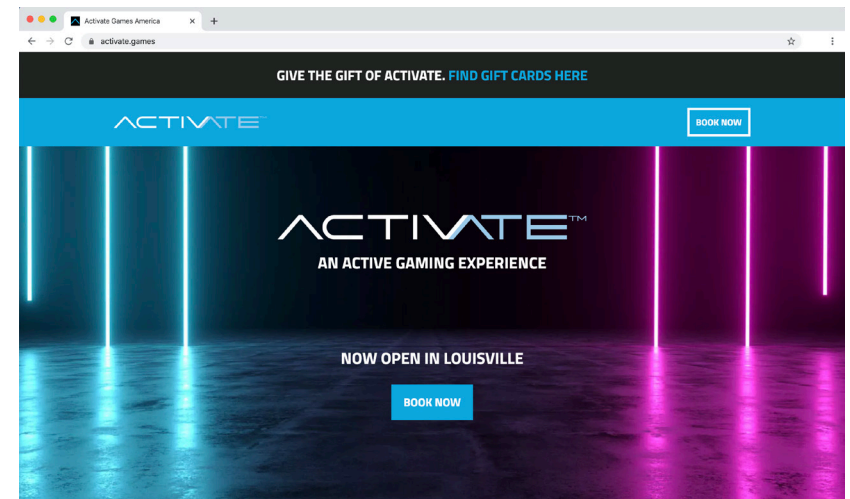 Activate Games America
activate.games
GIVE THE GIFT OF ACTIVATE. FIND GIFT CARDS HERE
ACTIVATE
BOOK NOW
ACTIVATE™
AN ACTIVE GAMING EXPERIENCE
NOW OPEN IN LOUISVILLE
BOOK NOW